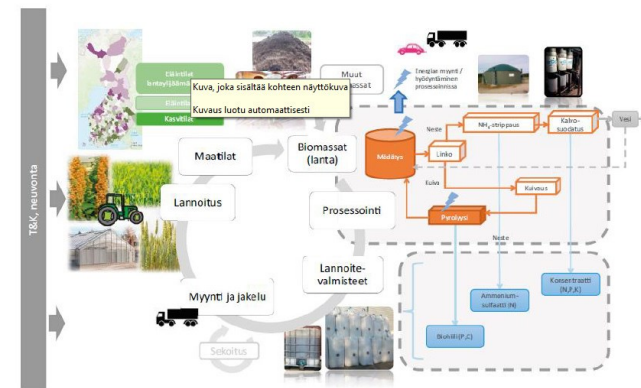 T&K, neuvonta
Eläintilat
Kuva, joka sisältää kohteen näyttökuva
Kuvaus luotu automaattisesti
Kasvitilat
Muut
Maatilat
Biomassat
(lanta)
Lannoitus
Prosessointi
Lannoite-
valmisteet
Myynti ja jakelu
Sekoitus
Energian myynti /
hyödyntäminen
prosessoinnissa
Mädätys
Neste
Linko
NH₃-strippaus
Kalvo-
suodatus
Vesi
Kuiva
Kuivaus
Pyrolyysi
Neste
Konsentraatti
(N,P,K)
Ammonium-
sulfaatti (N)
Biohiili (P,C)